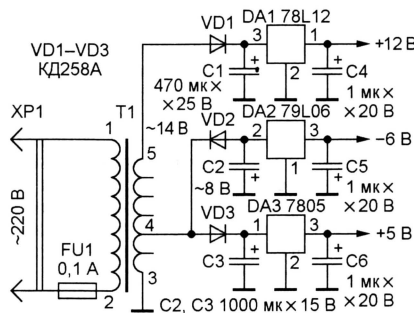 VD1 DA1 78L12
VD1–VD3
КД258А
3 1
+12 В
2
C1
470 мк×
×25 В
+
+
C4
1 мк×
×20 В
XP1
T1
1
5
~14 В
VD2
DA2 79L06
2 3
–6 В
1
C2
~8 В
+
+
C5
1 мк×
×20 В
~220 В
4
VD3
DA3 7805
1 3
+5 В
2
FU1
0,1 А
2
3
C3
+
+
C6
1 мк×
×20 В
C2, C3 1000 мк×15 В